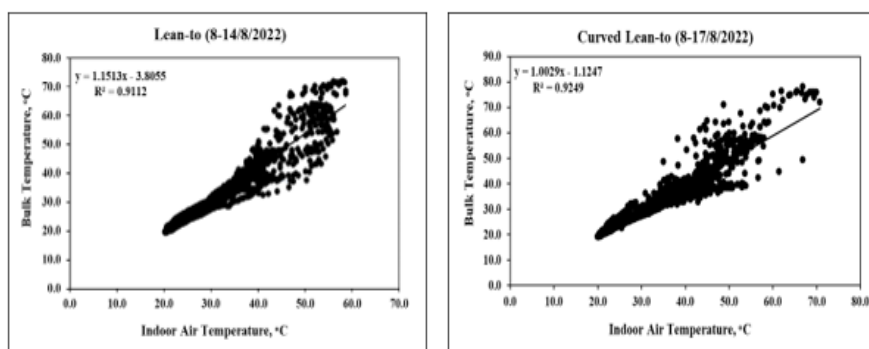 Lean-to (8-14/8/2022)
80.0
y = 1.1513x - 3.8055
R² = 0.9112
70.0
60.0
50.0
40.0
30.0
20.0
10.0
0.0
Bulk Temperature, °C
0.0 10.0 20.0 30.0 40.0 50.0 60.0 70.0
Indoor Air Temperature, °C
Curved Lean-to (8-17/8/2022)
90.0
y = 1.0029x - 1.1247
R² = 0.9249
80.0
70.0
60.0
50.0
40.0
30.0
20.0
10.0
0.0
Bulk Temperature, °C
0.0 10.0 20.0 30.0 40.0 50.0 60.0 70.0 80.0
Indoor Air Temperature, °C